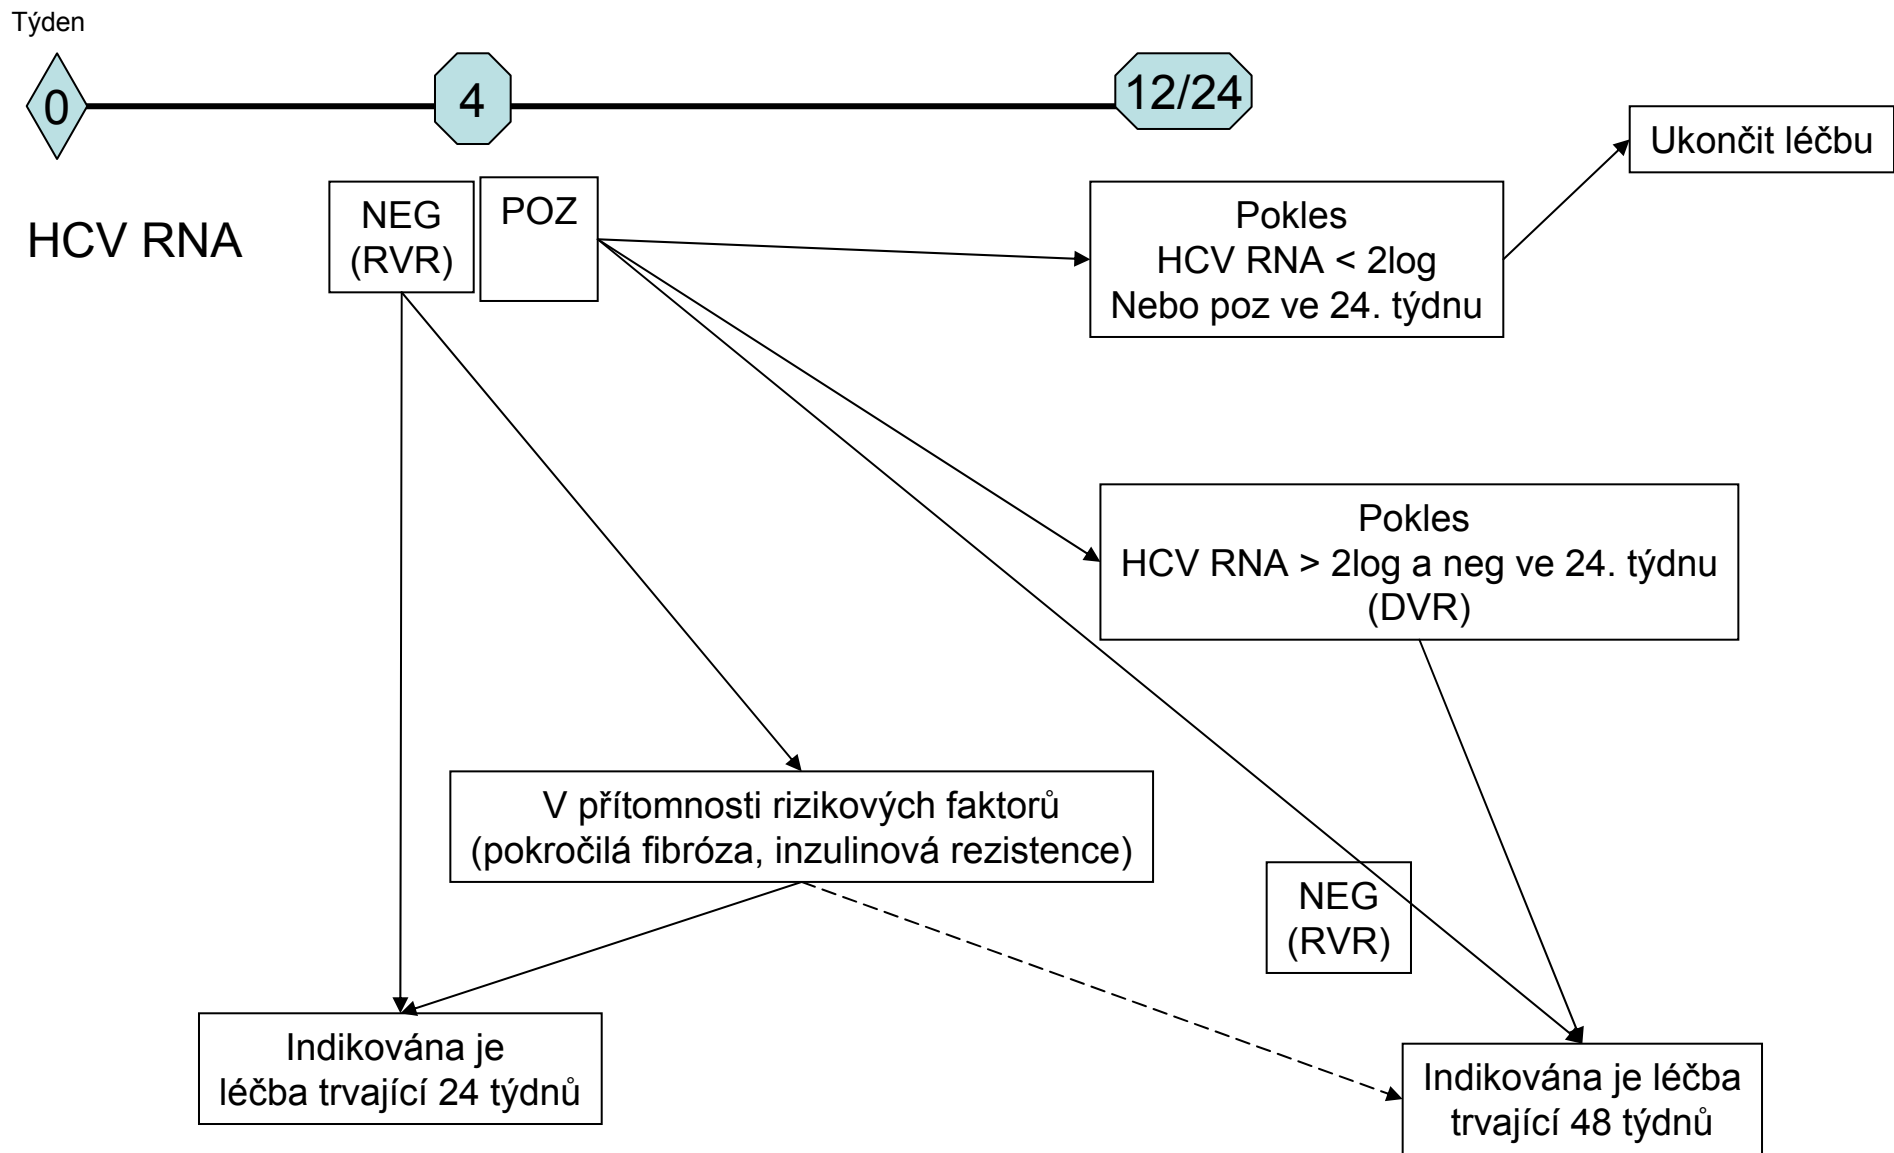 Týden
0
4
12/24
Ukončit léčbu
HCV RNA
NEG
(RVR)
POZ
Pokles
HCV RNA < 2log
Nebo poz ve 24. týdnu
Pokles
HCV RNA > 2log a neg ve 24. týdnu
(DVR)
V přítomnosti rizikových faktorů
(pokročilá fibróza, inzulinová rezistence)
NEG
(RVR)
Indikována je
léčba trvající 24 týdnů
Indikována je léčba
trvající 48 týdnů